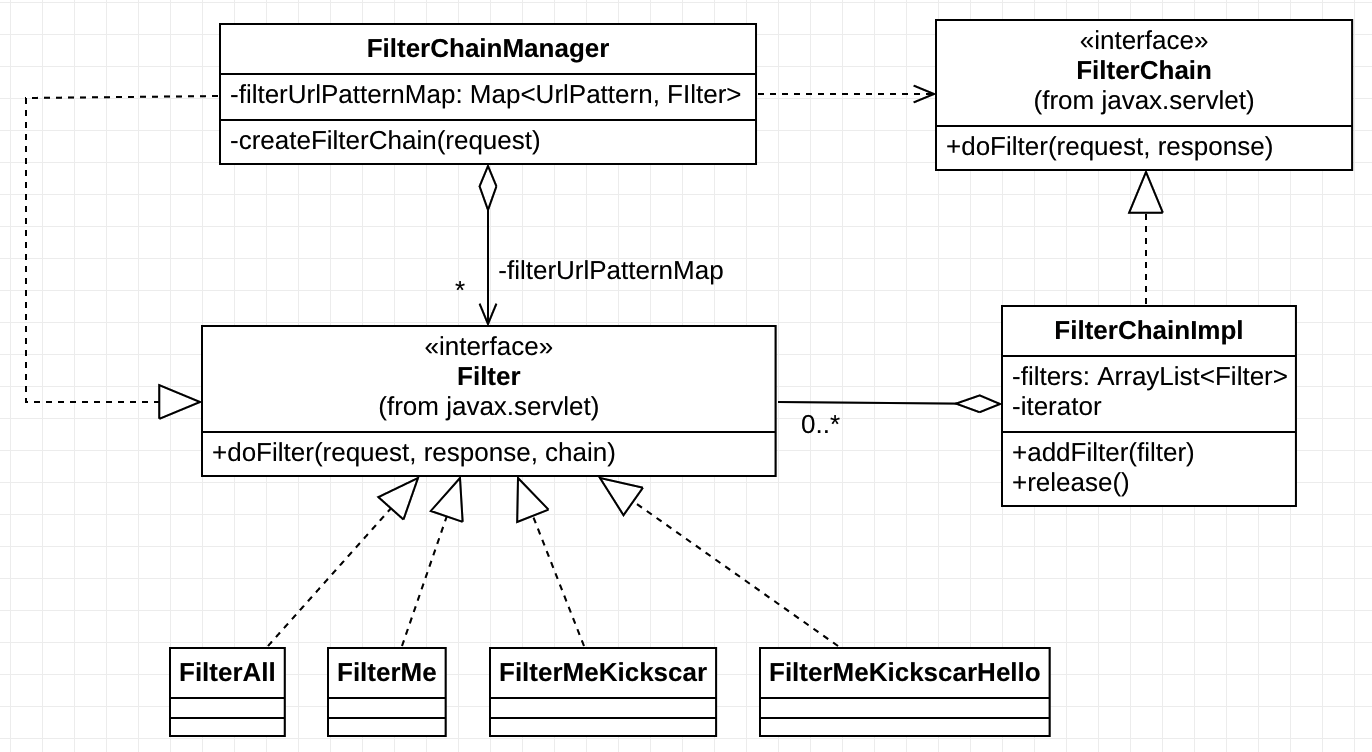 FilterChainManager
-filterUrlPatternMap: Map<UrlPattern, FIlter>
-createFilterChain(request)
«interface»
FilterChain
(from javax.servlet)
+doFilter(request, response)
-filterUrlPatternMap
*
«interface»
Filter
(from javax.servlet)
+doFilter(request, response, chain)
0..*
FilterChainImpl
-filters: ArrayList<Filter>
-iterator
+addFilter(filter)
+release()
FilterAll
FilterMe
FilterMeKickscar
FilterMeKickscarHello